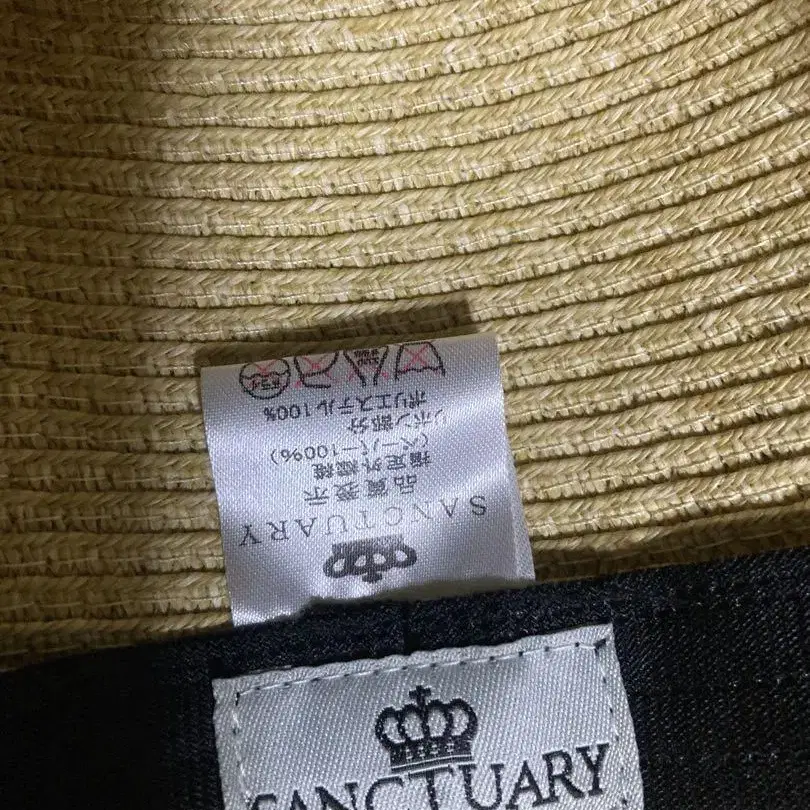 SANCTUARY
品質表示
指定外繊維
(ペーパー100%)
リボン部分
ポリエステル100%
SANCTUARY